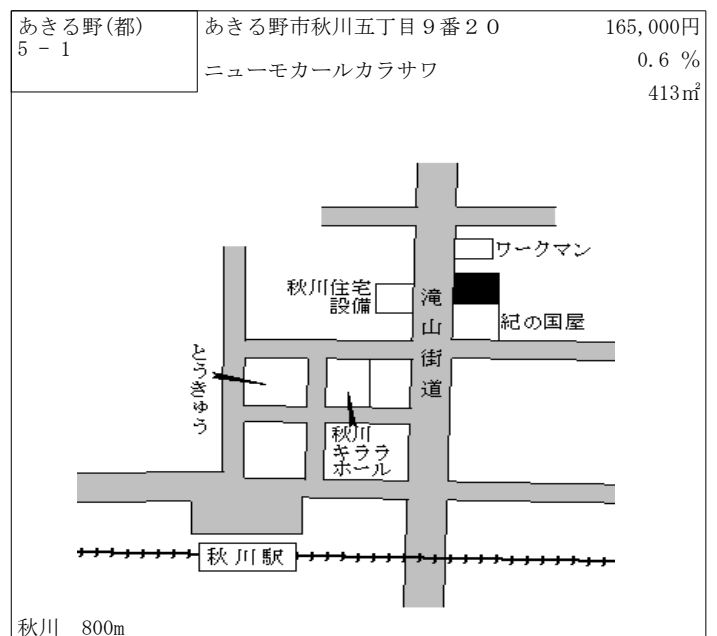 あきる野(都)
5 - 1
あきる野市秋川五丁目９番２０
ニューモカールカラサワ
165,000円
0.6 %
413㎡
ワークマン
秋川住宅
設備
紀の国屋
滝山街道
とうきゅう
秋川
キララ
ホール
秋川駅
秋川　800m